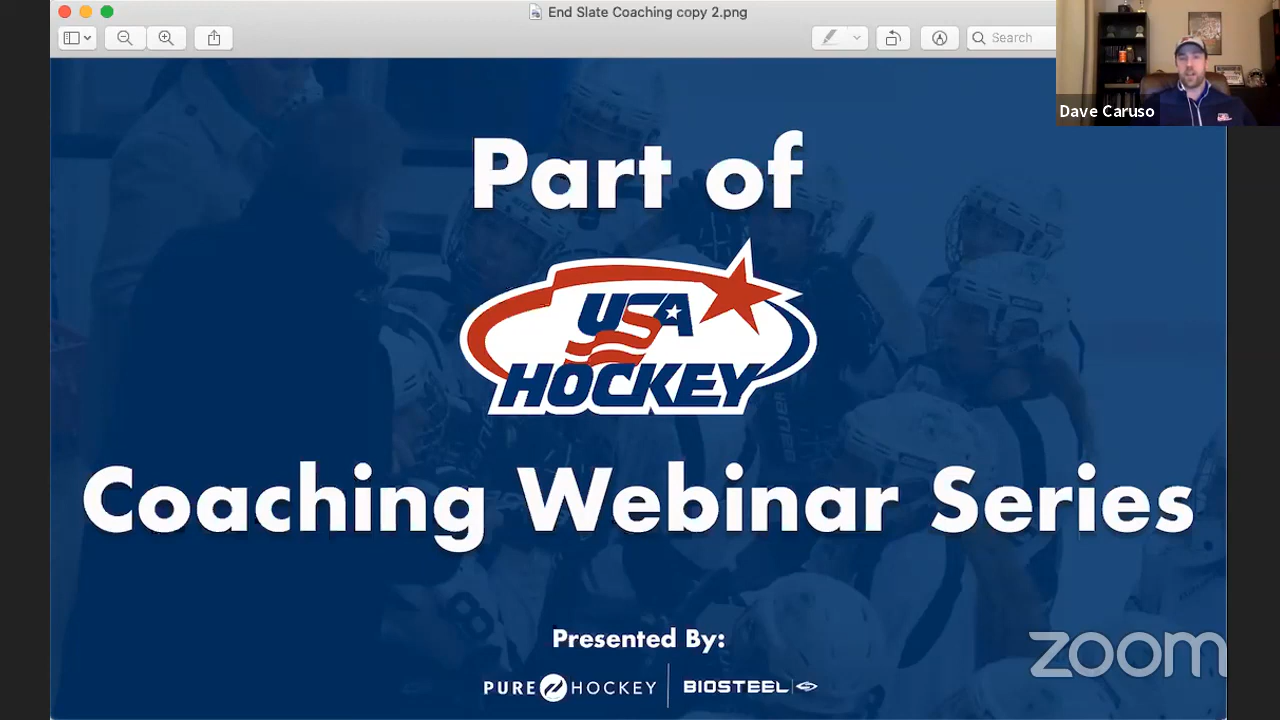 End Slate Coaching copy 2.png
Search
Dave Caruso
Part of
USA
HOCKEY
Coaching Webinar Series
Presented By:
PURE HOCKEY
BIOSTEEL
zoom